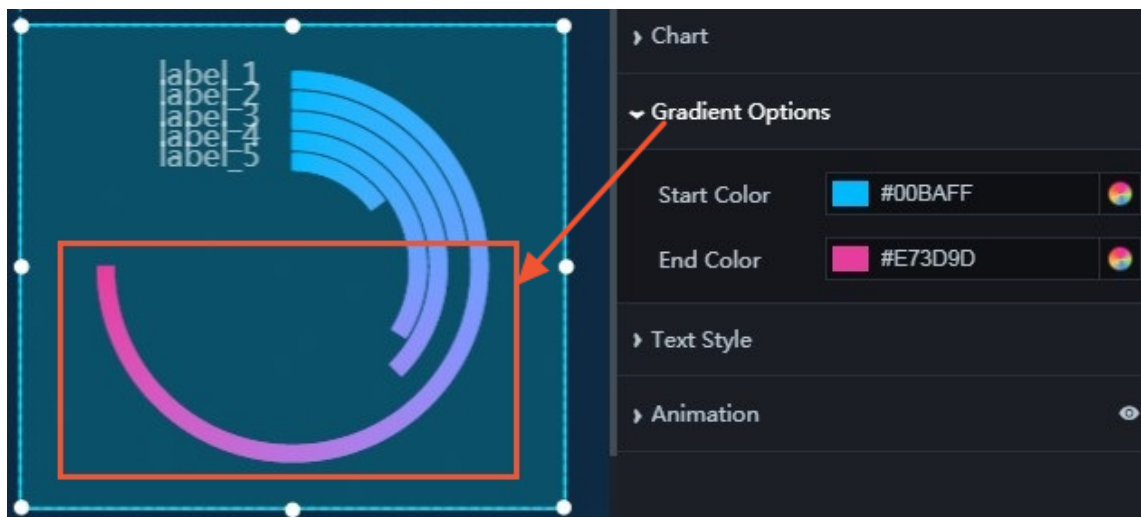 label_1
label_2
label_3
label_4
label_5
Chart
Gradient Options
Start Color
#00BAFF
End Color
#E73D9D
Text Style
Animation